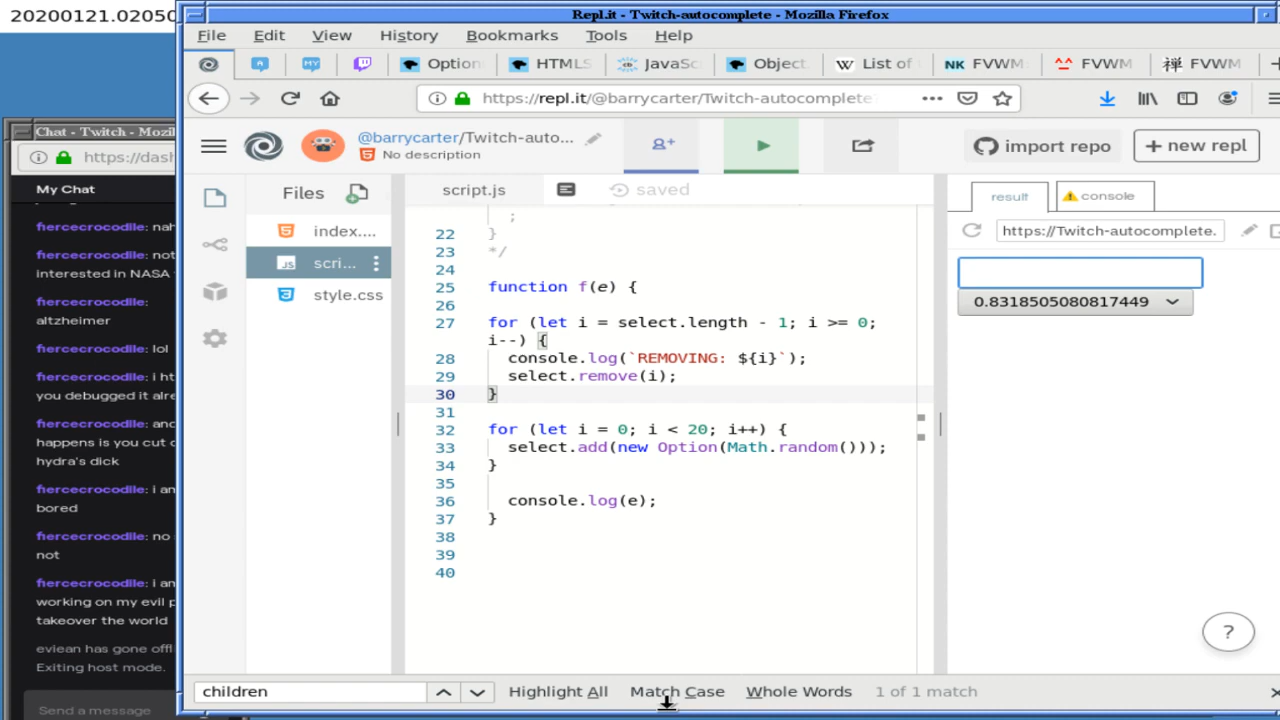 20200121.02050
Repl.it - Twitch-autocomplete - Mozilla Firefox
File Edit View History Bookmarks Tools Help
Option HTML5 JavaSc Object. W List of NK FVWM: FVWM FVWM
https://repl.it/@barrycarter/Twitch-autocomplete
@barrycarter/Twitch-auto...
No description
import repo
+ new repl
Chat - Twitch - Mozil
https://dash
My Chat
fiercecrocodile: nah
fiercecrocodile: not
interested in NASA
fiercecrocodile:
altzheimer
fiercecrocodile: lol
fiercecrocodile: i
you debugged it alre
fiercecrocodile: and
happens is you cut o
hydra's dick
fiercecrocodile: i am
bored
fiercecrocodile: no
not
fiercecrocodile: i am
working on my evil p
takeover the world
eviean has gone offl
Exiting host mode.
Send a message
Files
index....
JS scri...
style.css
script.js
saved
;
22 }
23 */
24
25 function f(e) {
26
27 for (let i = select.length - 1; i >= 0;
i--) {
28 console.log(`REMOVING: ${i}`);
29 select.remove(i);
30 }
31
32 for (let i = 0; i < 20; i++) {
33 select.add(new Option(Math.random()));
34 }
35
36 console.log(e);
37 }
38
39
40
result
console
https://Twitch-autocomplete.
0.8318505080817449
?
children
Highlight All Match Case Whole Words 1 of 1 match